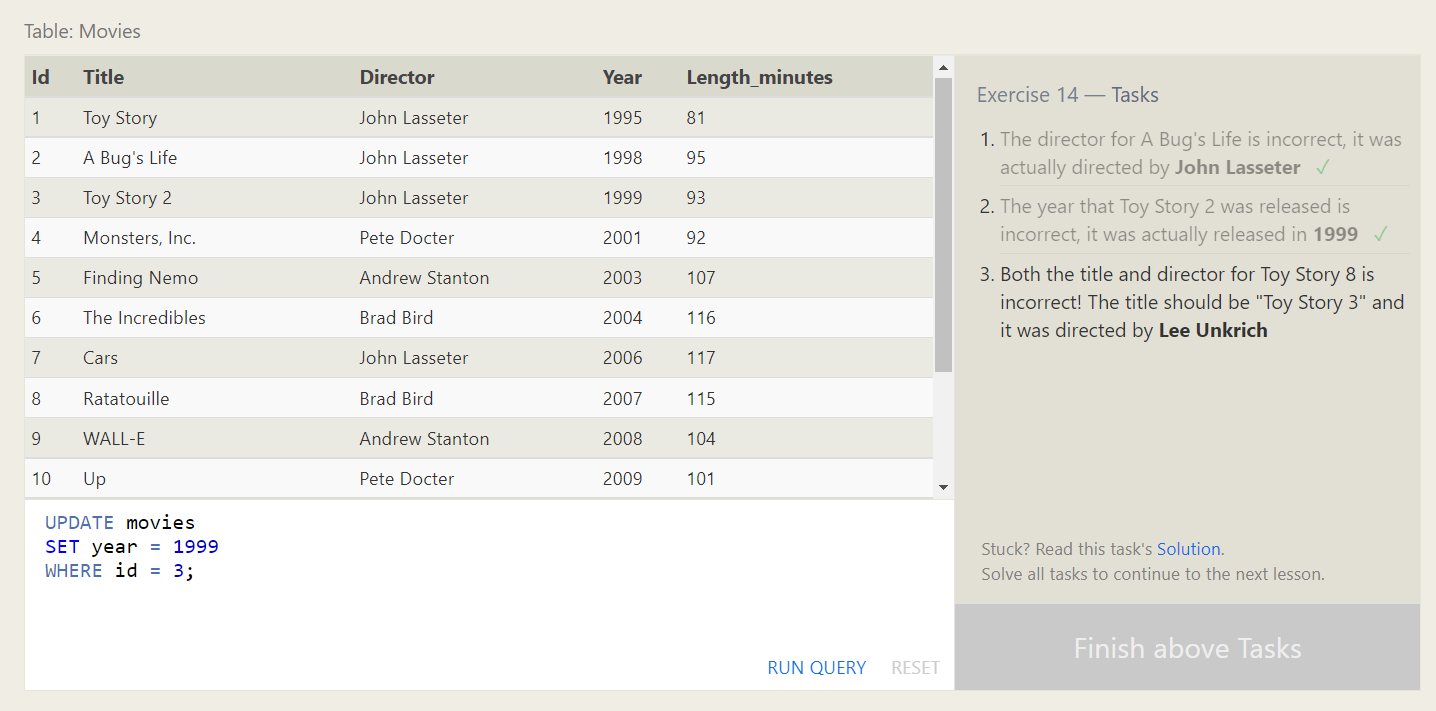 Table: Movies
Id Title Director Year Length_minutes
1 Toy Story John Lasseter 1995 81
2 A Bug's Life John Lasseter 1998 95
3 Toy Story 2 John Lasseter 1999 93
4 Monsters, Inc. Pete Docter 2001 92
5 Finding Nemo Andrew Stanton 2003 107
6 The Incredibles Brad Bird 2004 116
7 Cars John Lasseter 2006 117
8 Ratatouille Brad Bird 2007 115
9 WALL-E Andrew Stanton 2008 104
10 Up Pete Docter 2009 101
UPDATE movies
SET year = 1999
WHERE id = 3;
RUN QUERY RESET
Exercise 14 — Tasks
1. The director for A Bug's Life is incorrect, it was
actually directed by John Lasseter ✓
2. The year that Toy Story 2 was released is
incorrect, it was actually released in 1999 ✓
3. Both the title and director for Toy Story 8 is
incorrect! The title should be "Toy Story 3" and
it was directed by Lee Unkrich
Stuck? Read this task's Solution.
Solve all tasks to continue to the next lesson.
Finish above Tasks